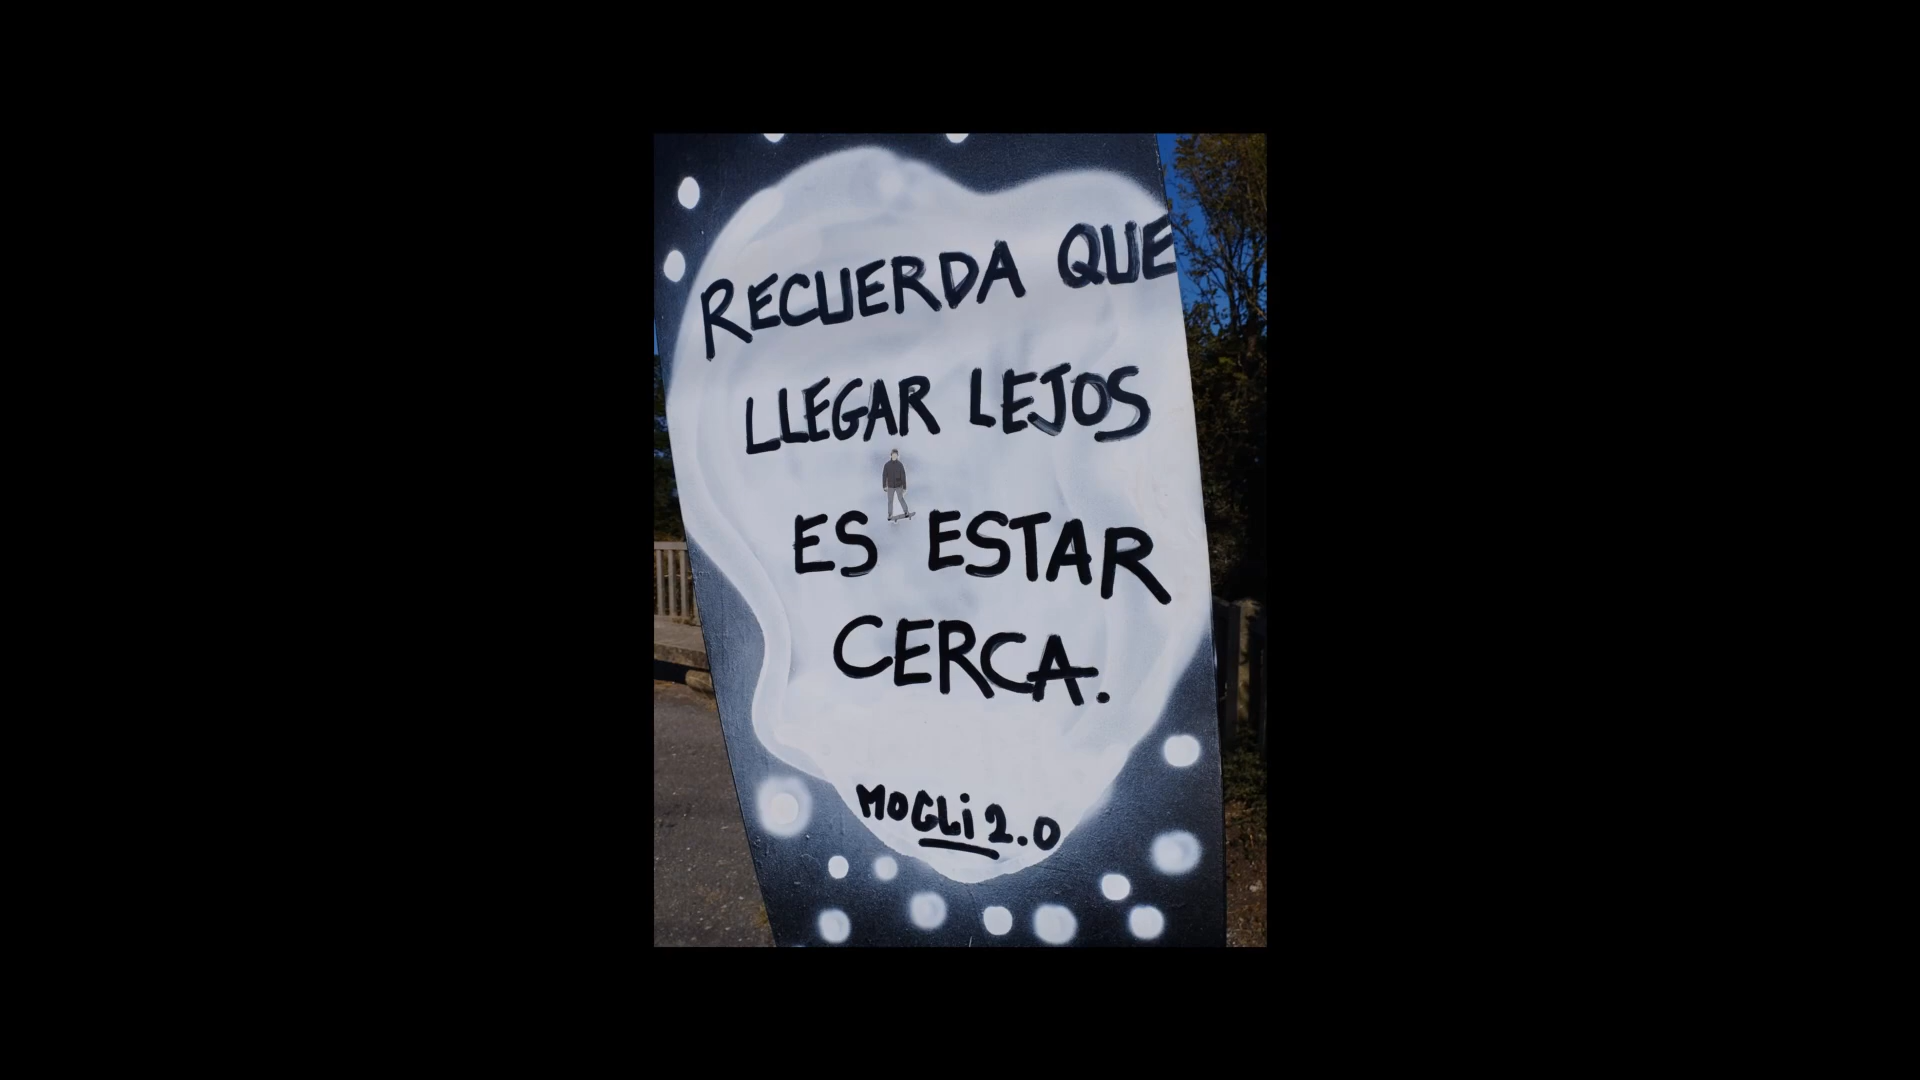 RECUERDA QUE
LLEGAR LEJOS
ES ESTAR
CERCA.
MOGLI 2.0